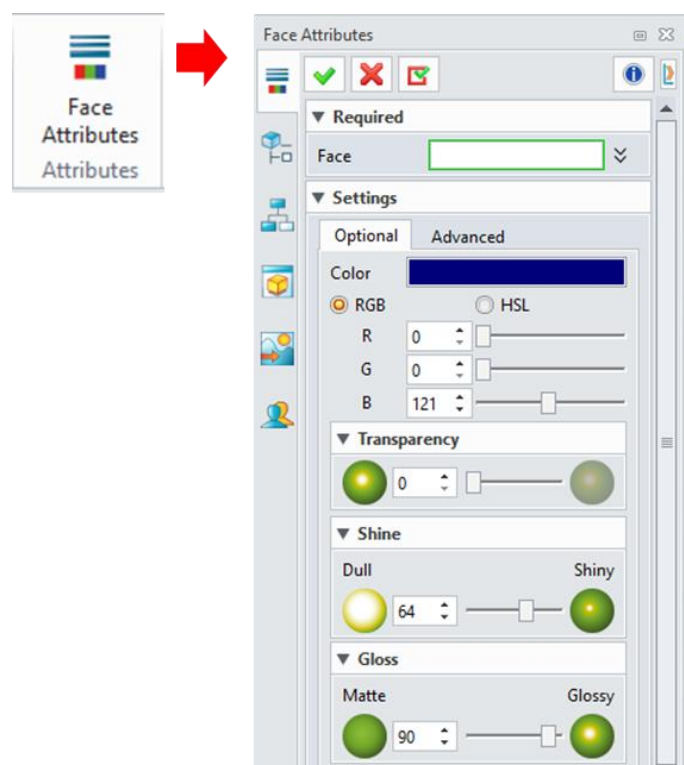 Face
Attributes
Attributes
Face Attributes
Required
Face
Settings
Optional Advanced
Color
RGB HSL
R 0
G 0
B 121
Transparency
0
Shine
Dull Shiny
64
Gloss
Matte Glossy
90